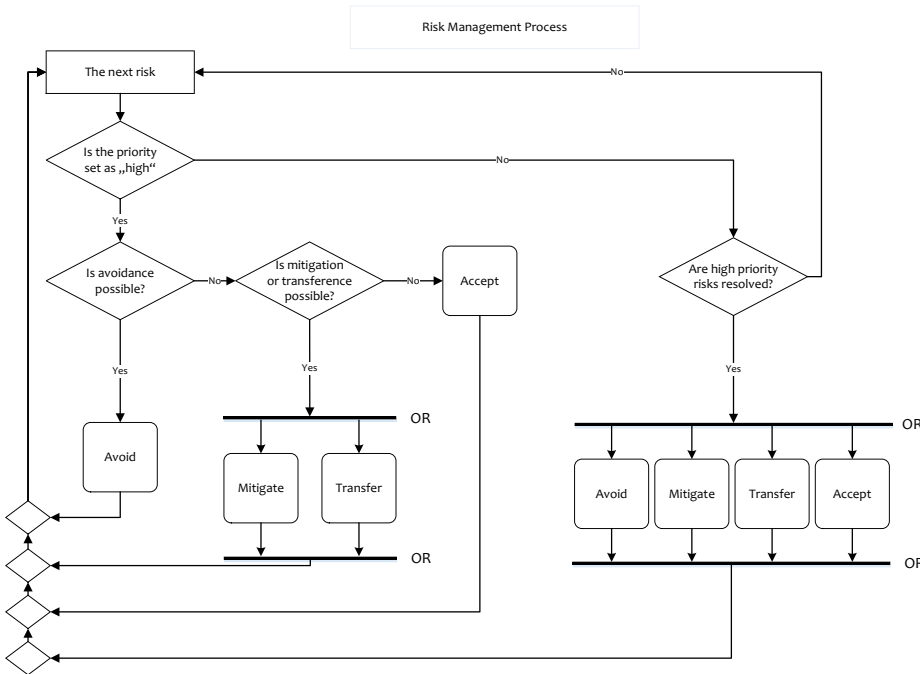 Risk Management Process
The next risk
No
Is the priority
set as „high“
No
Yes
Is avoidance
possible?
No
Is mitigation
or transference
possible?
No
Accept
Are high priority
risks resolved?
Yes
Yes
Yes
OR
OR
Avoid
Mitigate
Transfer
Avoid
Mitigate
Transfer
Accept
OR
OR